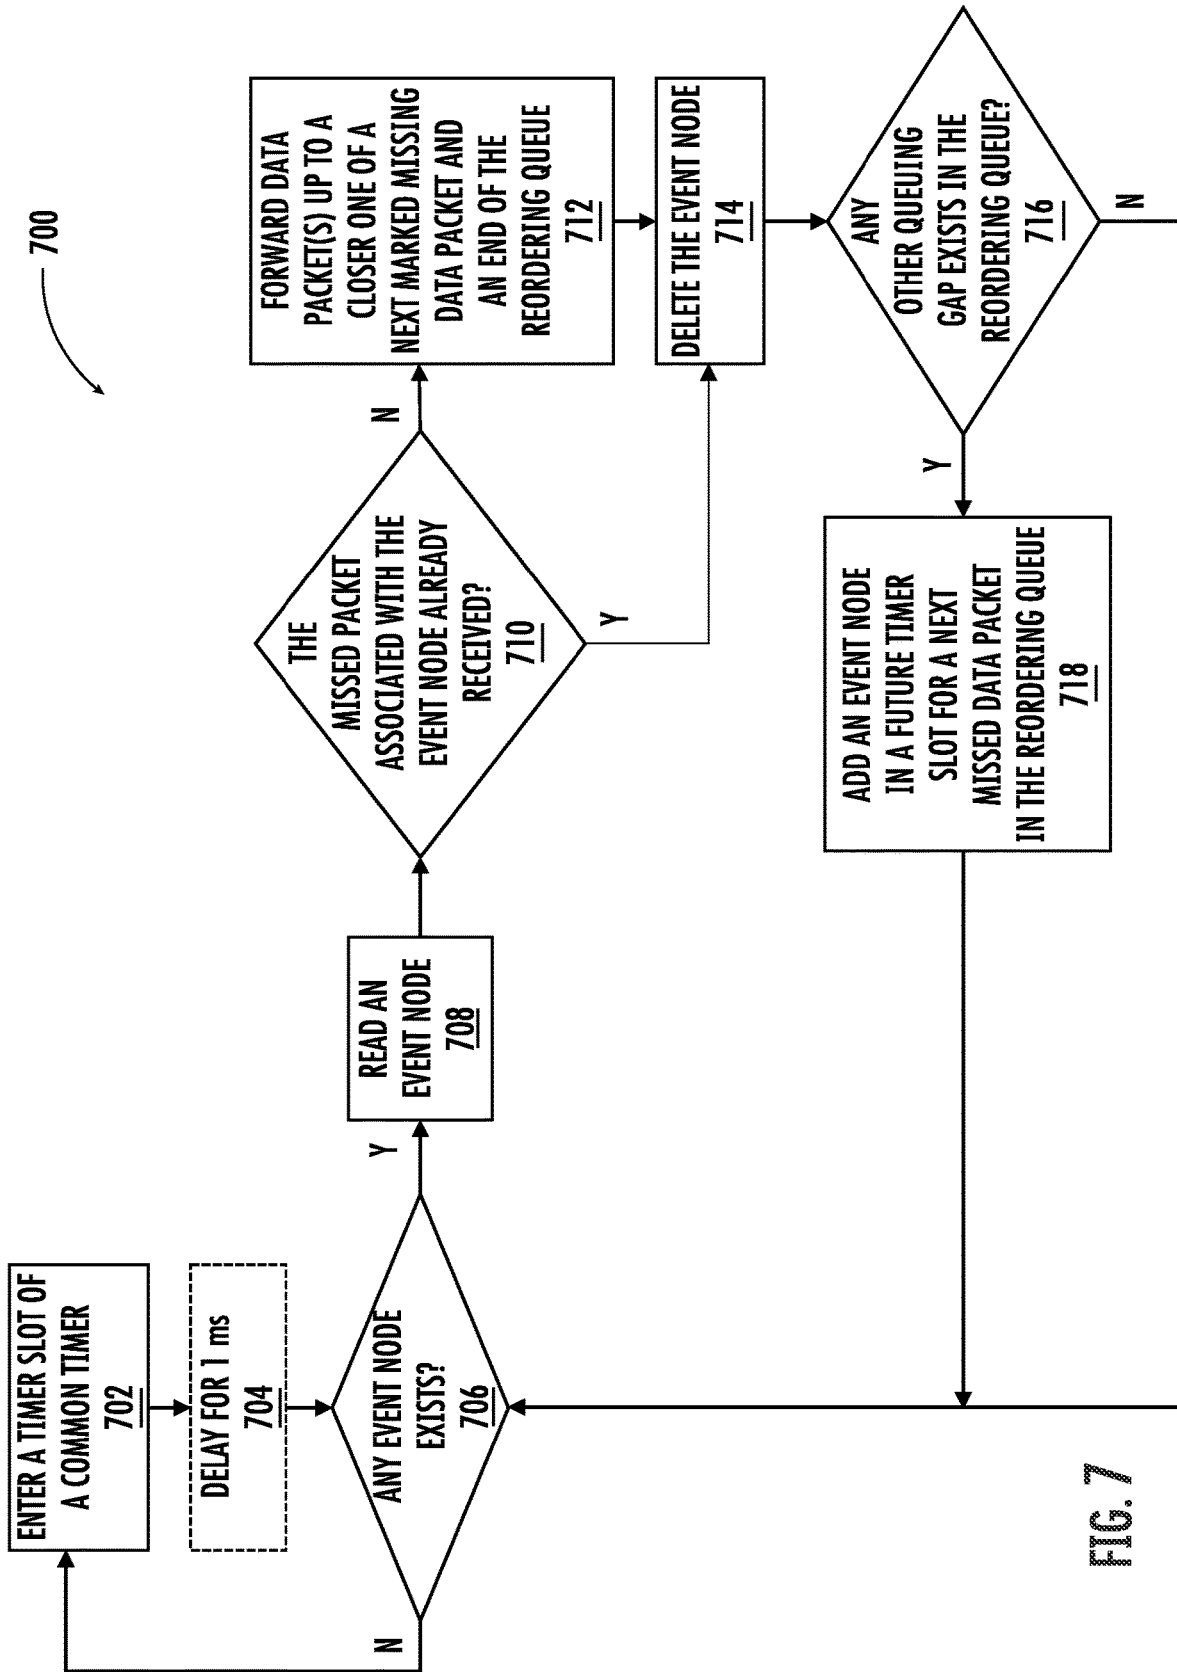 700
ENTER A TIMER SLOT OF
A COMMON TIMER
702
DELAY FOR 1 ms
704
ANY EVENT NODE
EXISTS?
706
N
Y
READ AN
EVENT NODE
708
THE
MISSED PACKET
ASSOCIATED WITH THE
EVENT NODE ALREADY
RECEIVED?
710
N
Y
FORWARD DATA
PACKET(S) UP TO A
CLOSER ONE OF A
NEXT MARKED MISSING
DATA PACKET AND
AN END OF THE
REORDERING QUEUE
712
DELETE THE EVENT NODE
714
ANY
OTHER QUEUING
GAP EXISTS IN THE
REORDERING QUEUE?
716
Y
N
ADD AN EVENT NODE
IN A FUTURE TIMER
SLOT FOR A NEXT
MISSED DATA PACKET
IN THE REORDERING QUEUE
718
FIG. 7